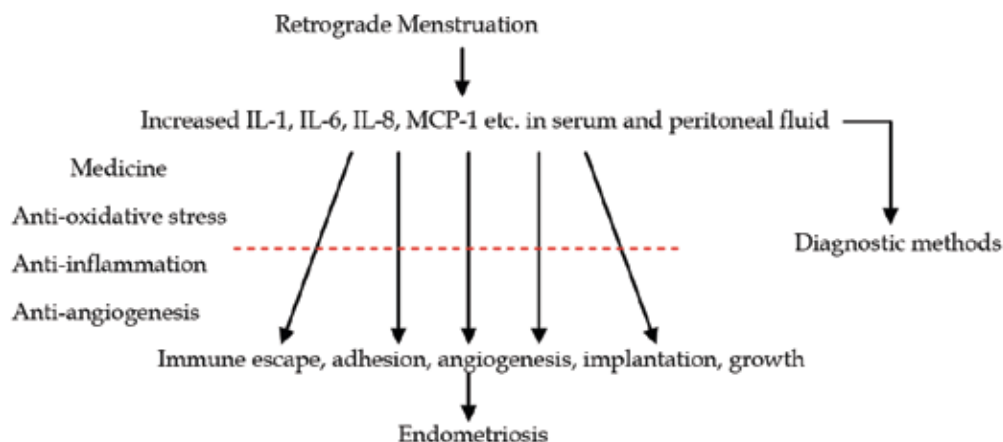 Retrograde Menstruation
Increased IL-1, IL-6, IL-8, MCP-1 etc. in serum and peritoneal fluid
Medicine
Anti-oxidative stress
Anti-inflammation
Anti-angiogenesis
Diagnostic methods
Immune escape, adhesion, angiogenesis, implantation, growth
Endometriosis